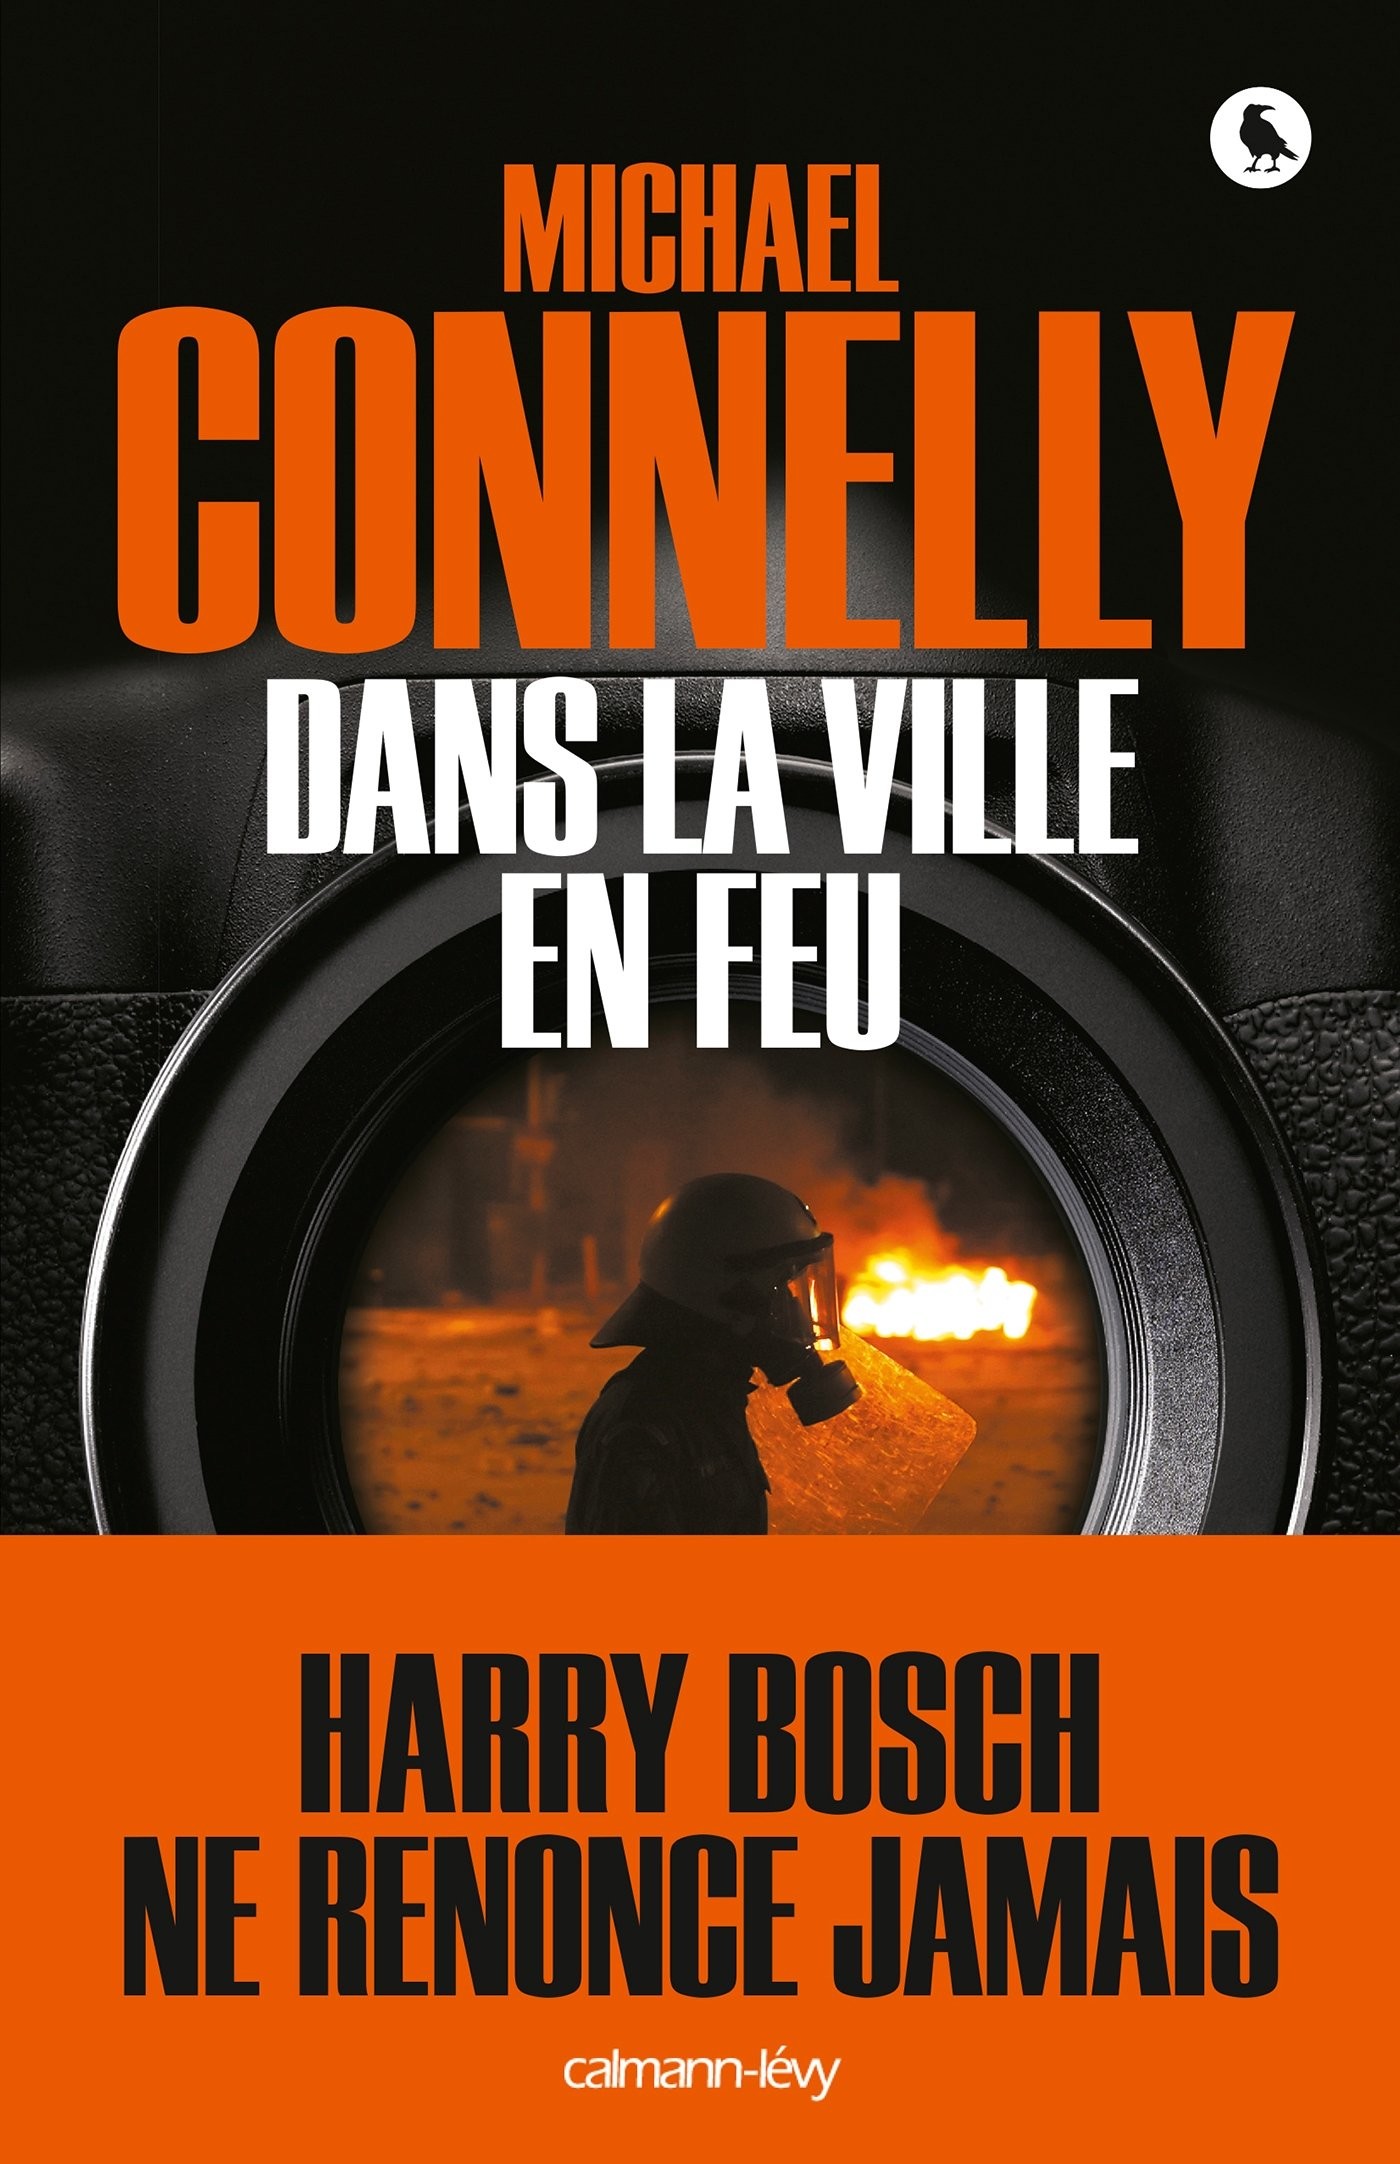 MICHAEL
CONNELLY
DANS LA VILLE
EN FEU
HARRY BOSCH
NE RENONCE JAMAIS
calmann-lévy